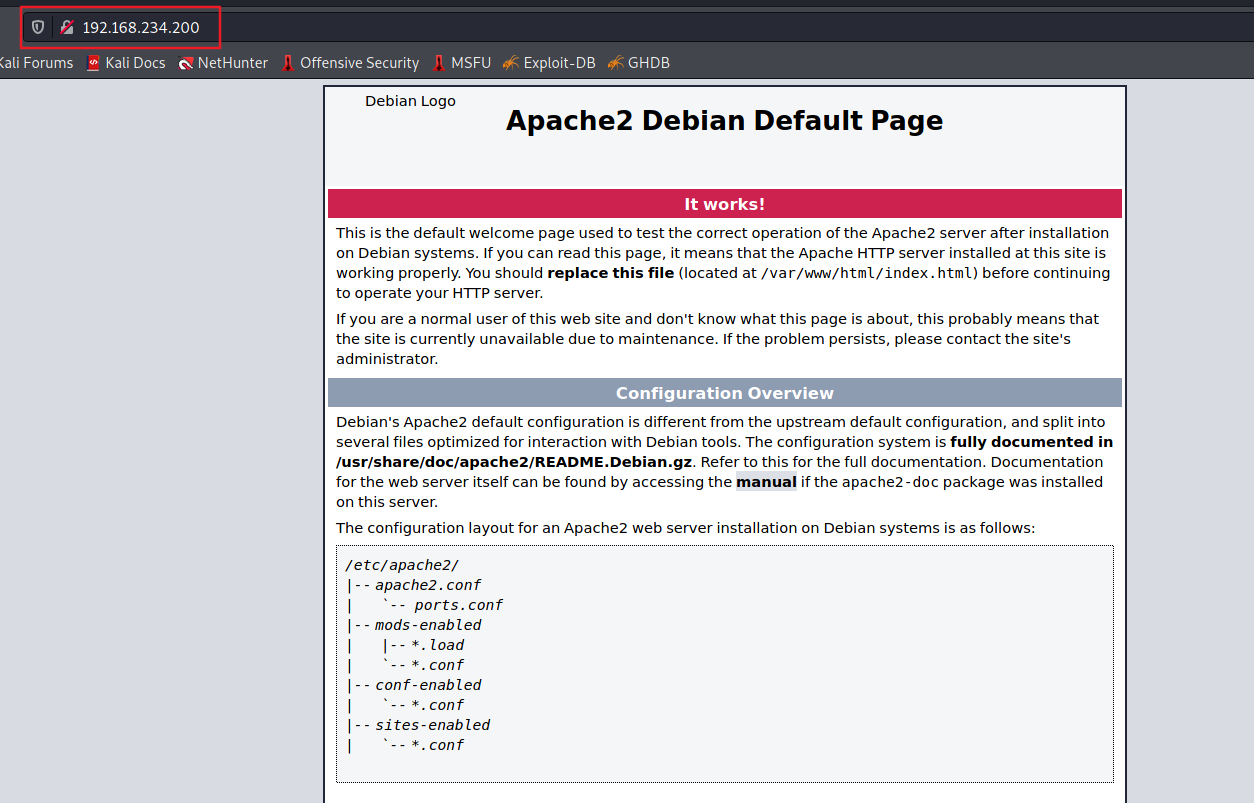 192.168.234.200
Kali Forums Kali Docs NetHunter Offensive Security MSFU Exploit-DB GHDB
Debian Logo
Apache2 Debian Default Page
It works!
This is the default welcome page used to test the correct operation of the Apache2 server after installation
on Debian systems. If you can read this page, it means that the Apache HTTP server installed at this site is
working properly. You should replace this file (located at /var/www/html/index.html) before continuing
to operate your HTTP server.
If you are a normal user of this web site and don't know what this page is about, this probably means that
the site is currently unavailable due to maintenance. If the problem persists, please contact the site's
administrator.
Configuration Overview
Debian's Apache2 default configuration is different from the upstream default configuration, and split into
several files optimized for interaction with Debian tools. The configuration system is fully documented in
/usr/share/doc/apache2/README.Debian.gz. Refer to this for the full documentation. Documentation
for the web server itself can be found by accessing the manual if the apache2-doc package was installed
on this server.
The configuration layout for an Apache2 web server installation on Debian systems is as follows:
/etc/apache2/
|-- apache2.conf
|   `-- ports.conf
|-- mods-enabled
|   |-- *.load
|   `-- *.conf
|-- conf-enabled
|   `-- *.conf
|-- sites-enabled
|   `-- *.conf